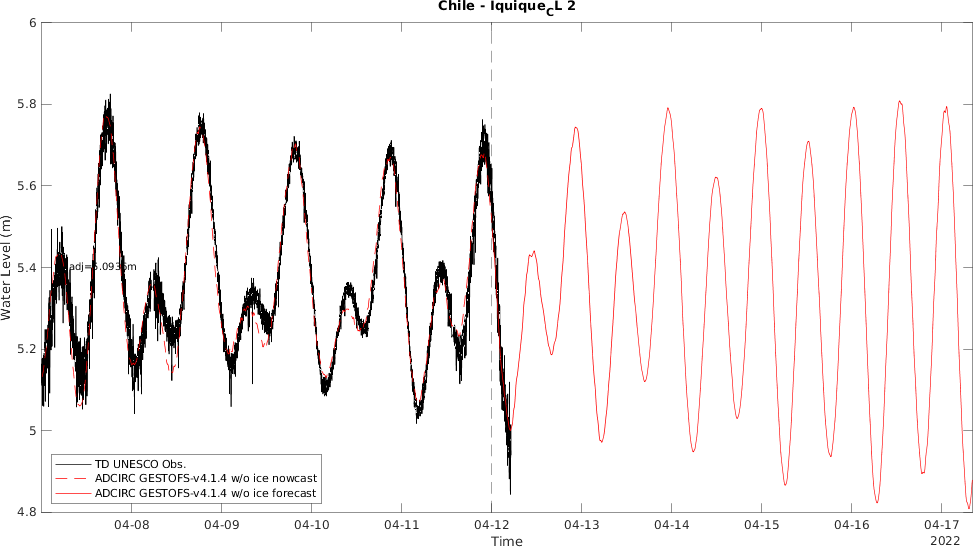 Chile - Iquique_CL 2
6
5.8
5.6
5.4
5.2
5
4.8
Water Level (m)
adj=5.0936m
TD UNESCO Obs.
ADCIRC GESTOFS-v4.1.4 w/o ice nowcast
ADCIRC GESTOFS-v4.1.4 w/o ice forecast
04-08 04-09 04-10 04-11 04-12 04-13 04-14 04-15 04-16 04-17
Time
2022